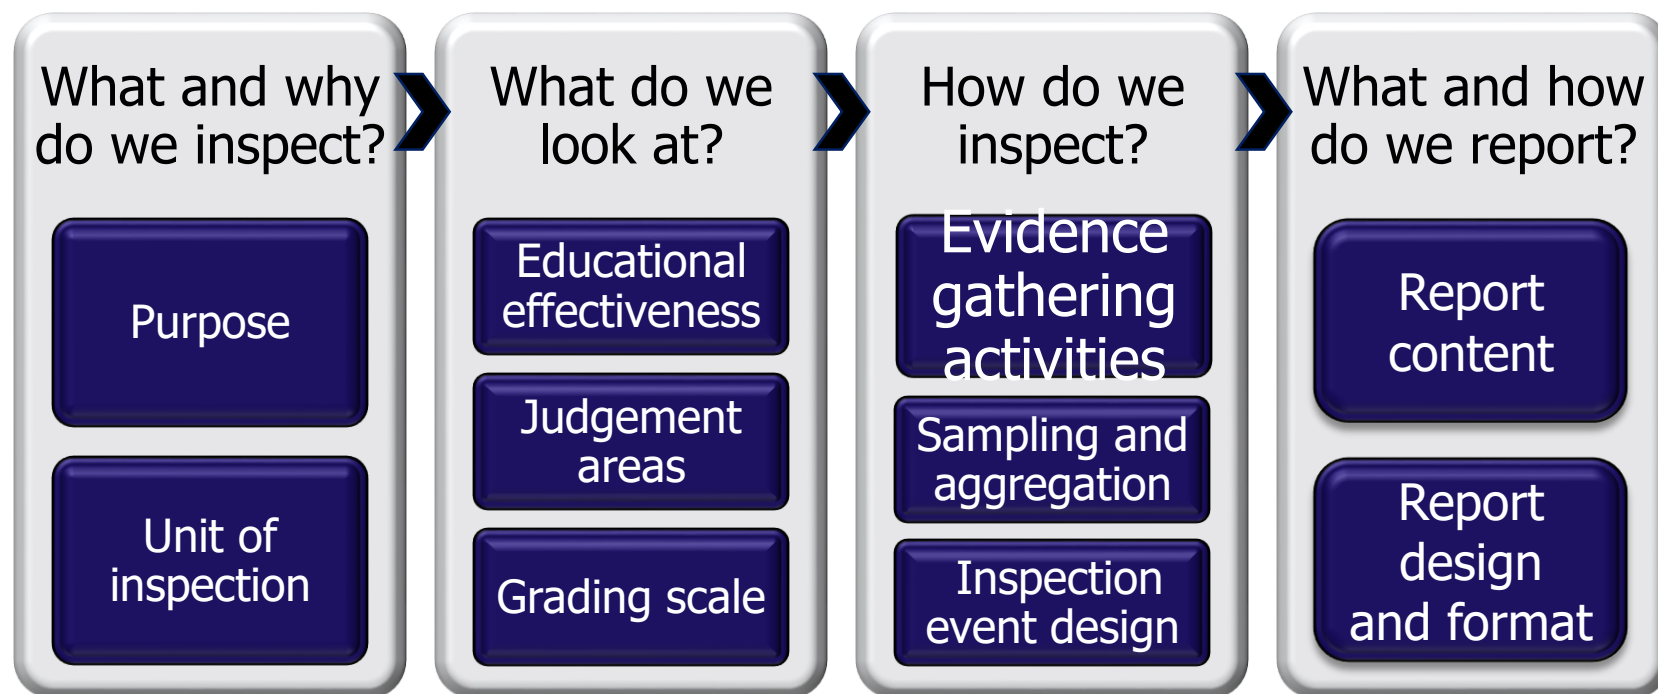 What and why
do we inspect?
Purpose
Unit of
inspection
What do we
look at?
Educational
effectiveness
Judgement
areas
Grading scale
How do we
inspect?
Evidence
gathering
activities
Sampling and
aggregation
Inspection
event design
What and how
do we report?
Report
content
Report
design
and format